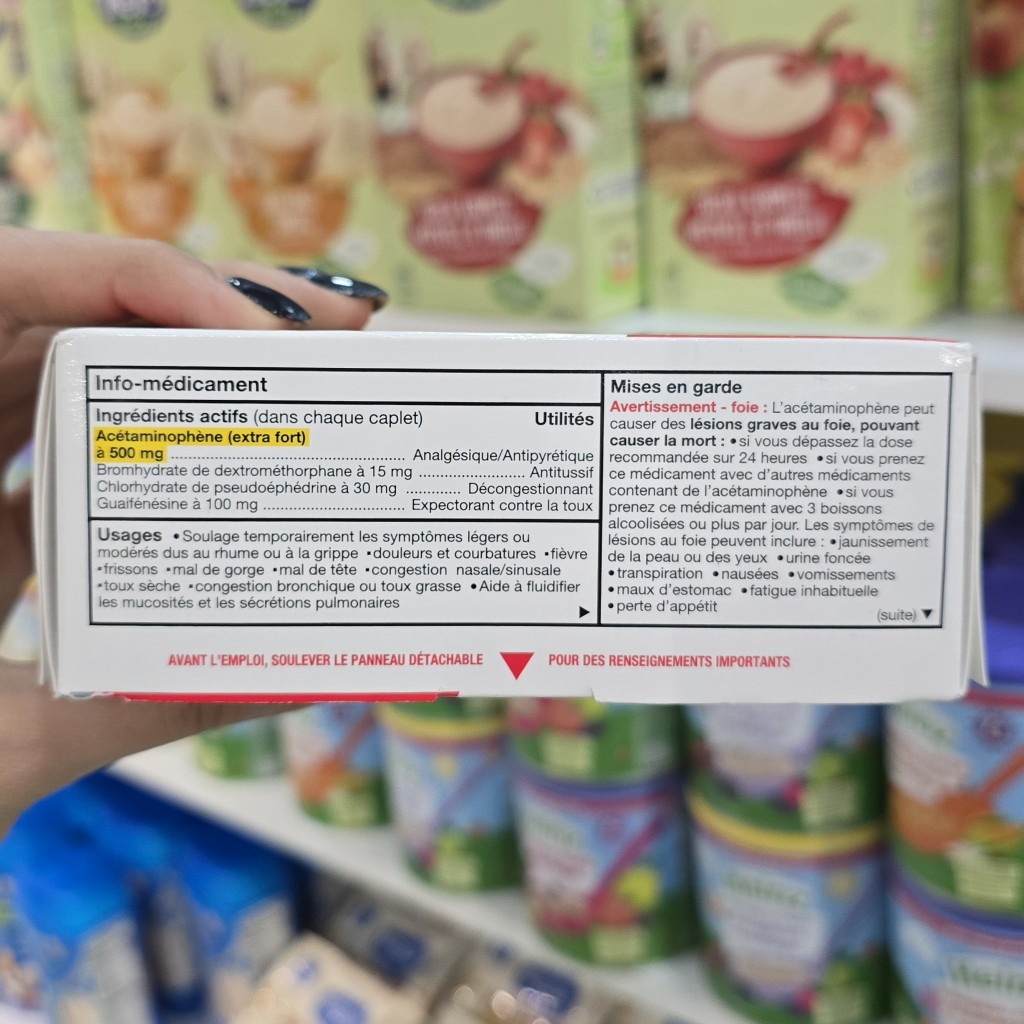 Info-médicament
Ingrédients actifs (dans chaque caplet) Utilités
Acétaminophène (extra fort)
à 500 mg ........................................ Analgésique/Antipyrétique
Bromhydrate de dextrométhorphane à 15 mg .................. Antitussif
Chlorhydrate de pseudoéphédrine à 30 mg ............ Décongestionnant
Guaifénésine à 100 mg ......................... Expectorant contre la toux
Usages • Soulage temporairement les symptômes légers ou
modérés dus au rhume ou à la grippe •douleurs et courbatures •fièvre
•frissons •mal de gorge •mal de tête •congestion nasale/sinusale
•toux sèche •congestion bronchique ou toux grasse •Aide à fluidifier
les mucosités et les sécrétions pulmonaires
Mises en garde
Avertissement - foie : L'acétaminophène peut
causer des lésions graves au foie, pouvant
causer la mort : •si vous dépassez la dose
recommandée sur 24 heures •si vous prenez
ce médicament avec d'autres médicaments
contenant de l'acétaminophène •si vous
prenez ce médicament avec 3 boissons
alcoolisées ou plus par jour. Les symptômes de
lésions au foie peuvent inclure : •jaunissement
de la peau ou des yeux •urine foncée
•transpiration •nausées •vomissements
•maux d'estomac •fatigue inhabituelle
•perte d'appétit
(suite) ▼
AVANT L'EMPLOI, SOULEVER LE PANNEAU DÉTACHABLE ▼ POUR DES RENSEIGNEMENTS IMPORTANTS